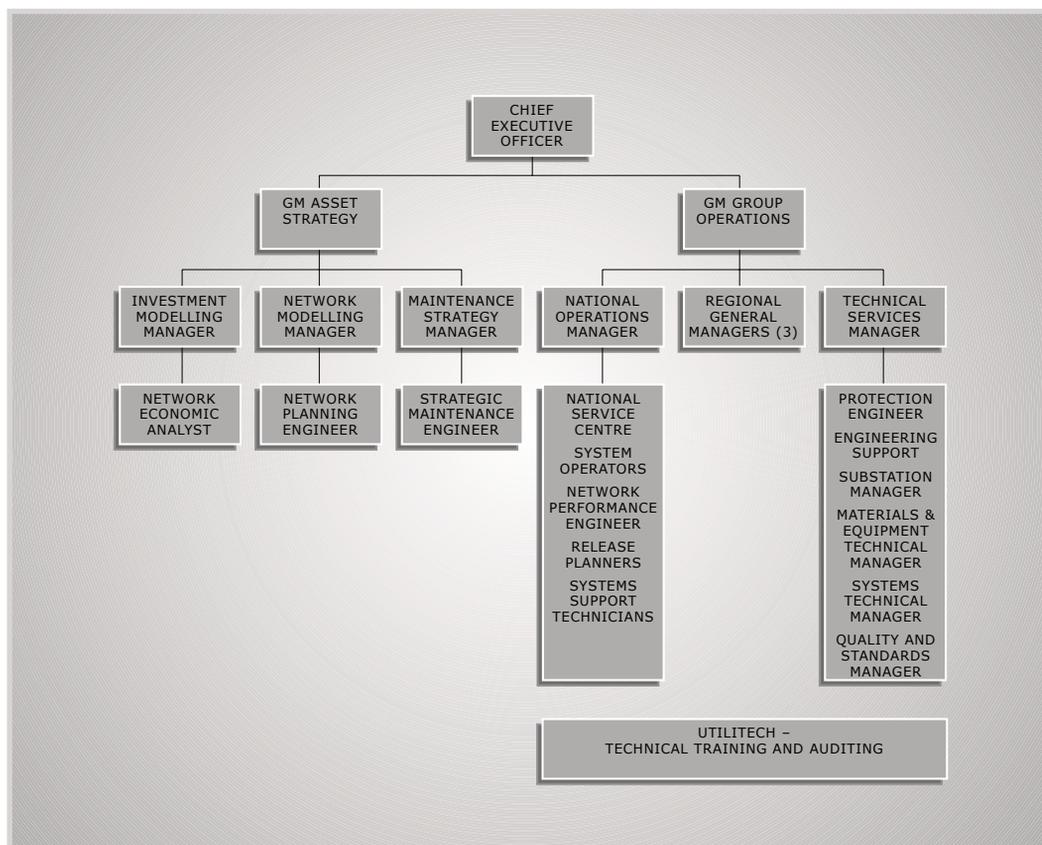 CHIEF
EXECUTIVE
OFFICER
GM ASSET
STRATEGY
GM GROUP
OPERATIONS
INVESTMENT
MODELLING
MANAGER
NETWORK
MODELLING
MANAGER
MAINTENANCE
STRATEGY
MANAGER
NATIONAL
OPERATIONS
MANAGER
REGIONAL
GENERAL
MANAGERS (3)
TECHNICAL
SERVICES
MANAGER
NETWORK
ECONOMIC
ANALYST
NETWORK
PLANNING
ENGINEER
STRATEGIC
MAINTENANCE
ENGINEER
NATIONAL
SERVICE
CENTRE
SYSTEM
OPERATORS
NETWORK
PERFORMANCE
ENGINEER
RELEASE
PLANNERS
SYSTEMS
SUPPORT
TECHNICIANS
PROTECTION
ENGINEER
ENGINEERING
SUPPORT
SUBSTATION
MANAGER
MATERIALS &
EQUIPMENT
TECHNICAL
MANAGER
SYSTEMS
TECHNICAL
MANAGER
QUALITY AND
STANDARDS
MANAGER
UTILITECH –
TECHNICAL TRAINING AND AUDITING